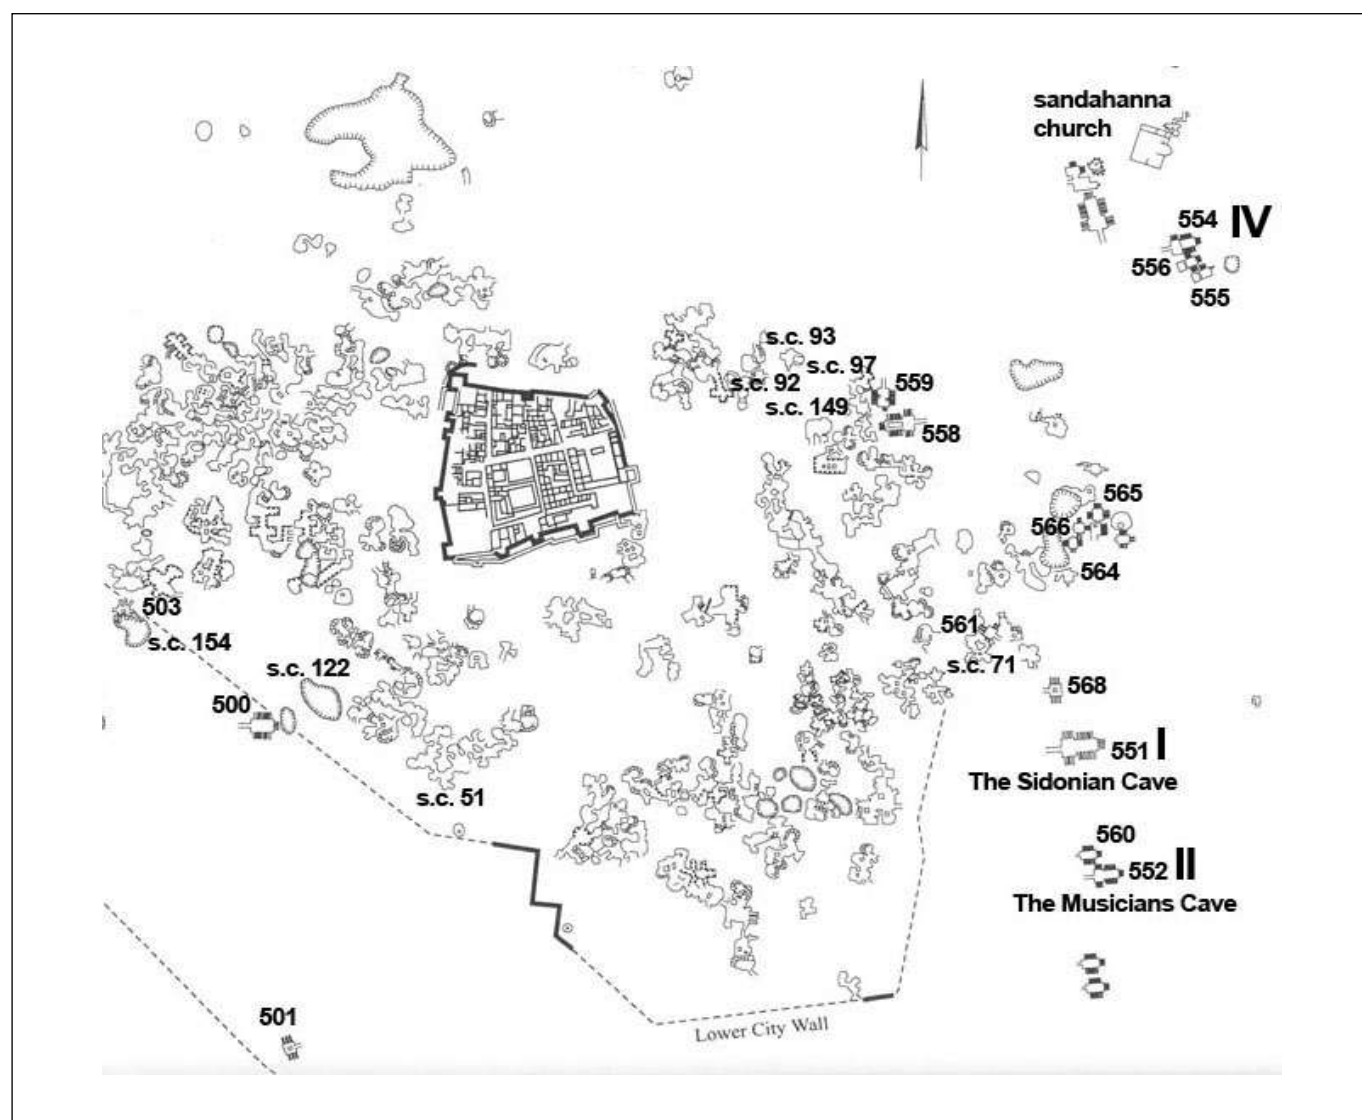 sandahanna
church
554 IV
556
555
s.c. 93
s.c. 97
s.c. 92
559
s.c. 149
558
565
566
564
503
561
s.c. 154
s.c. 122
s.c. 71
568
500
551 I
The Sidonian Cave
s.c. 51
560
552 II
The Musicians Cave
501
Lower City Wall